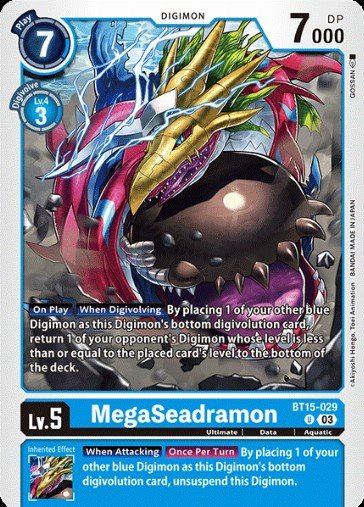 DIGIMON
Play
7
7000
DP
Digivolve
Lv.4
3
GOSSAN
©Akiyoshi Hongo, Toei Animation BANDAI MADE IN JAPAN
On Play When Digivolving By placing 1 of your other blue
Digimon as this Digimon's bottom digivolution card,
return 1 of your opponent's Digimon whose level is less
than or equal to the placed card's level to the bottom of
the deck.
BT15-029
Lv.5 MegaSeadramon U 03
Ultimate Data Aquatic
Inherited Effect
When Attacking Once Per Turn By placing 1 of your
other blue Digimon as this Digimon's bottom
digivolution card, unsuspend this Digimon.